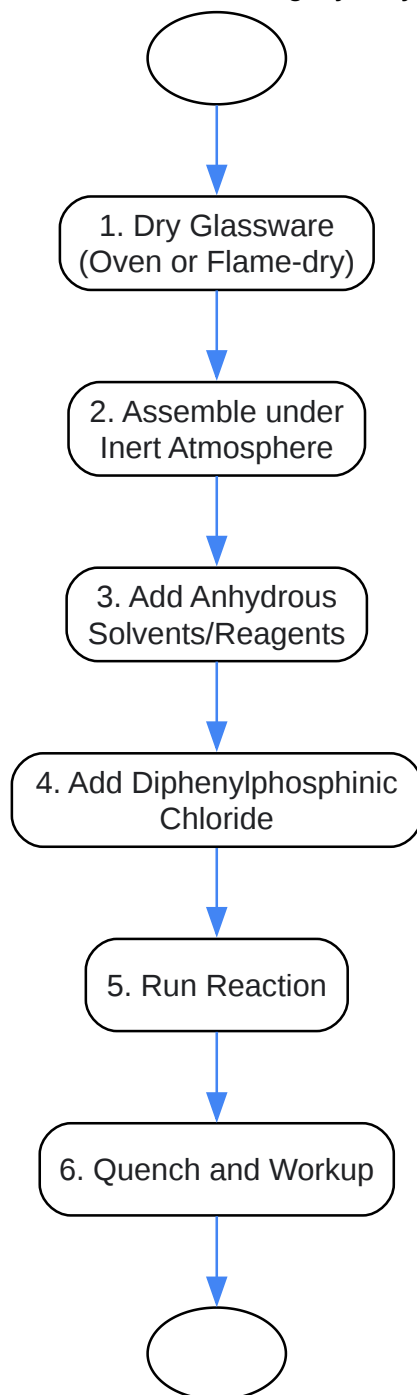 1. Dry Glassware
(Oven or Flame-dry)
2. Assemble under
Inert Atmosphere
3. Add Anhydrous
Solvents/Reagents
4. Add Diphenylphosphinic
Chloride
5. Run Reaction
6. Quench and Workup